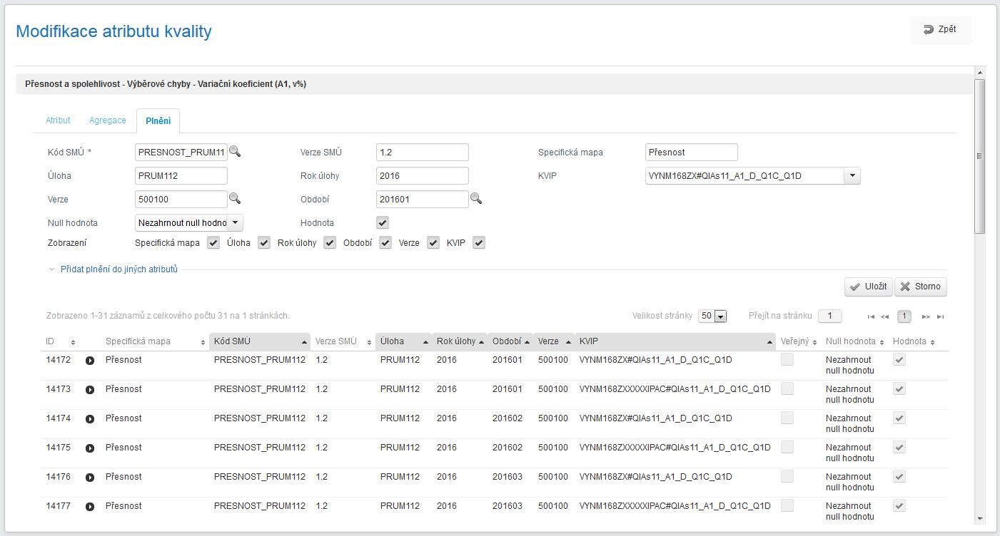 Modifikace atributu kvality
Zpět
Přesnost a spolehlivost - Výběrové chyby - Variační koeficient (A1, v%)
Atribut Agregace Plnění
Kód SMÚ * PRESNOST_PRUM11 Verze SMÚ 1.2 Specifická mapa Přesnost
Úloha PRUM112 Rok úlohy 2016 KVIP VYNM168ZX#QIAs11_A1_D_Q1C_Q1D
Verze 500100 Období 201601
Null hodnota Nezahrnout null hodno Hodnota
Zobrazení Specifická mapa Úloha Rok úlohy Období Verze KVIP
Přidat plnění do jiných atributů
Uložit Storno
Zobrazeno 1-31 záznamů z celkového počtu 31 na 1 stránkách. Velikost stránky 50 Přejít na stránku 1 1
ID Specifická mapa Kód SMÚ Verze SMÚ Úloha Rok úlohy Období Verze KVIP Veřejný Null hodnota Hodnota
14172 Přesnost PRESNOST_PRUM112 1.2 PRUM112 2016 201601 500100 VYNM168ZX#QIAs11_A1_D_Q1C_Q1D Nezahrnout
null hodnotu
14173 Přesnost PRESNOST_PRUM112 1.2 PRUM112 2016 201601 500100 VYNM168ZXXXXXIPAC#QIAs11_A1_D_Q1C_Q1D Nezahrnout
null hodnotu
14174 Přesnost PRESNOST_PRUM112 1.2 PRUM112 2016 201602 500100 VYNM168ZX#QIAs11_A1_D_Q1C_Q1D Nezahrnout
null hodnotu
14175 Přesnost PRESNOST_PRUM112 1.2 PRUM112 2016 201602 500100 VYNM168ZXXXXXIPAC#QIAs11_A1_D_Q1C_Q1D Nezahrnout
null hodnotu
14176 Přesnost PRESNOST_PRUM112 1.2 PRUM112 2016 201603 500100 VYNM168ZX#QIAs11_A1_D_Q1C_Q1D Nezahrnout
null hodnotu
14177 Přesnost PRESNOST_PRUM112 1.2 PRUM112 2016 201603 500100 VYNM168ZXXXXXIPAC#QIAs11_A1_D_Q1C_Q1D Nezahrnout
null hodnotu